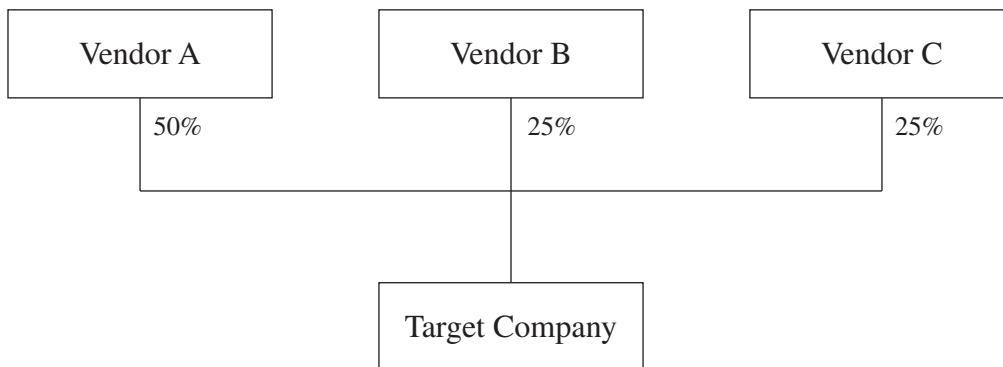 Vendor A
Vendor B
Vendor C
50%
25%
25%
Target Company